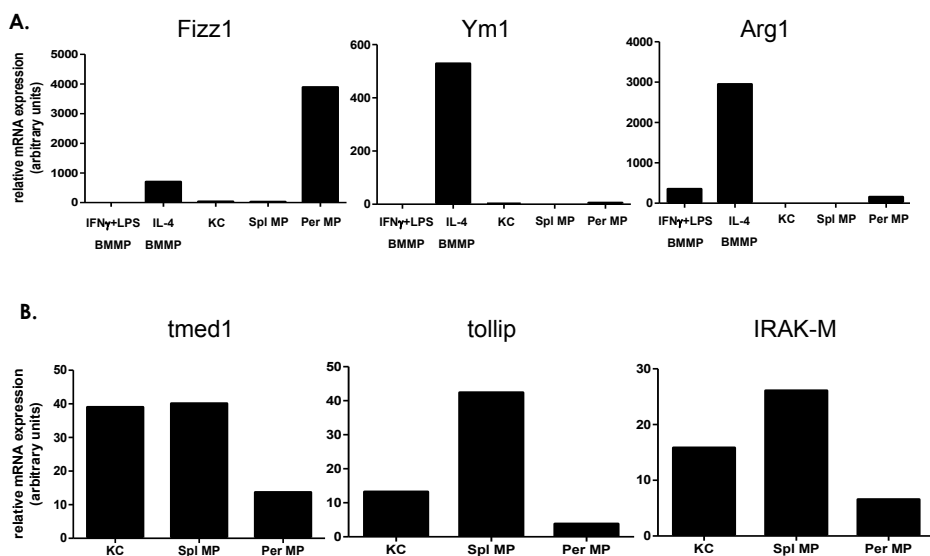 A.
Fizz1
Ym1
Arg1
relative mRNA expression
(arbitrary units)
5000
4000
3000
2000
1000
0
600
400
200
0
4000
3000
2000
1000
0
IFNγ+LPS IL-4 KC Spl MP Per MP
BMMP BMMP
IFNγ+LPS IL-4 KC Spl MP Per MP
BMMP BMMP
IFNγ+LPS IL-4 KC Spl MP Per MP
BMMP BMMP
B.
tmed1
tollip
IRAK-M
relative mRNA expression
(arbitrary units)
50
40
30
20
10
0
50
40
30
20
10
0
30
20
10
0
KC Spl MP Per MP
KC Spl MP Per MP
KC Spl MP Per MP